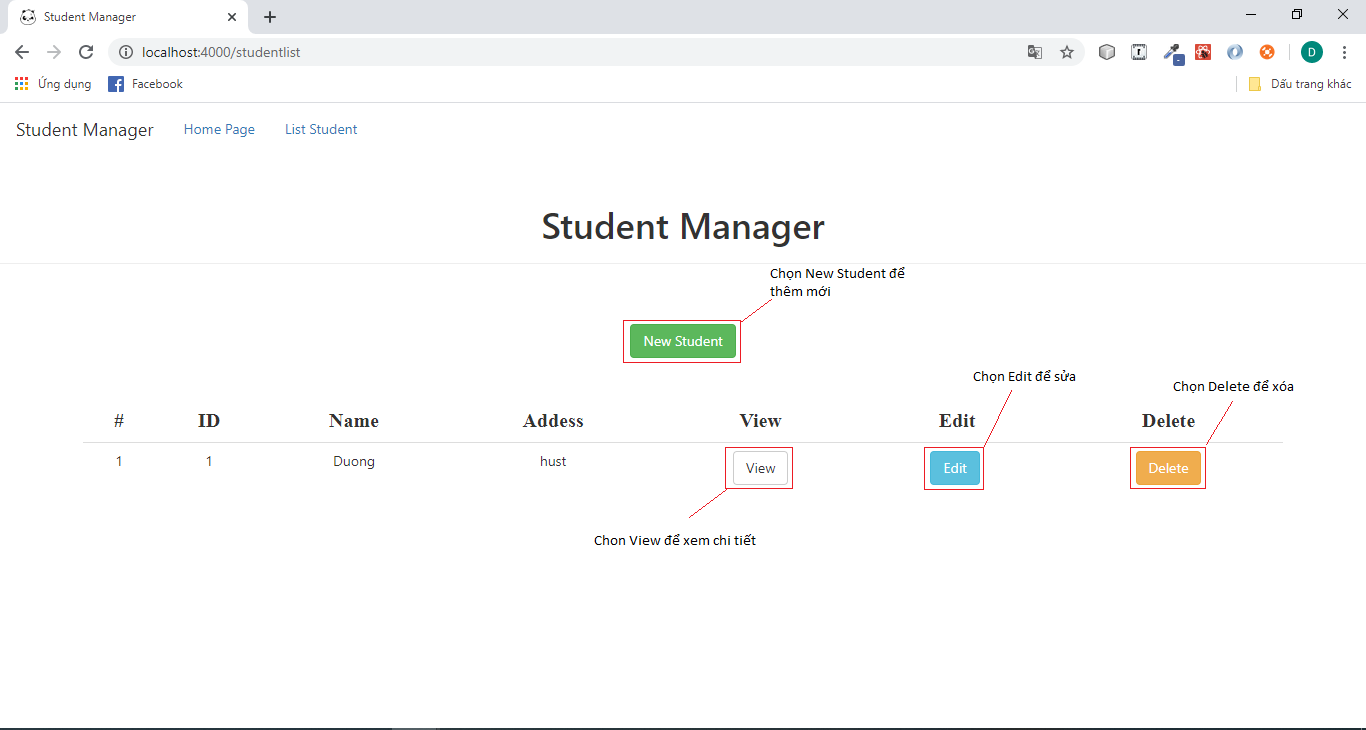 Student Manager
localhost:4000/studentlist
D
Ứng dụng
Facebook
Dấu trang khác
Student Manager
Home Page
List Student
Student Manager
Chọn New Student để
thêm mới
New Student
Chọn Edit để sửa
Chọn Delete để xóa
# ID Name Addess View Edit Delete
1 1 Duong hust View Edit Delete
Chon View để xem chi tiết